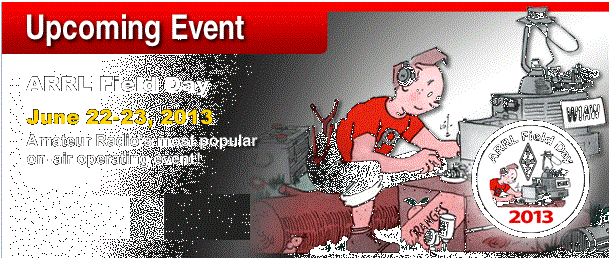 Upcoming Event
ARRL Field Day
June 22-23, 2013
Amateur Radio's most popular
on-air operating event!
W1AW
ORANGES
ARRL Field Day
2013